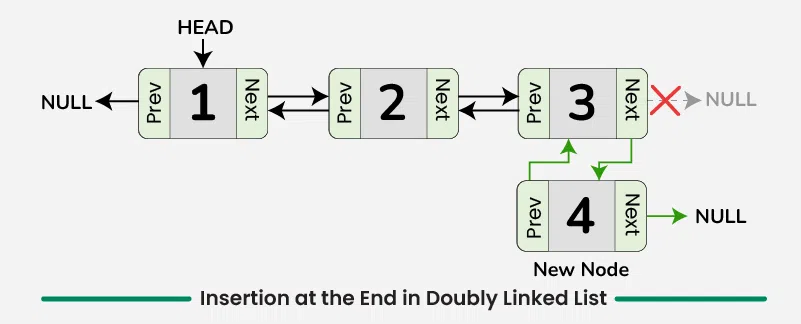 HEAD
NULL Prev 1 Next Prev 2 Next Prev 3 Next NULL
Prev 4 Next NULL
New Node
Insertion at the End in Doubly Linked List